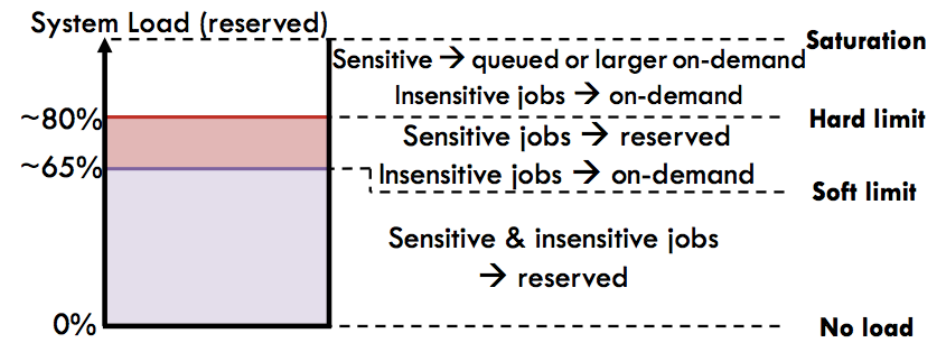 System Load (reserved)
Saturation
Sensitive → queued or larger on-demand
Insensitive jobs → on-demand
~80%
Hard limit
Sensitive jobs → reserved
~65%
Insensitive jobs → on-demand
Soft limit
Sensitive & insensitive jobs
→ reserved
0%
No load